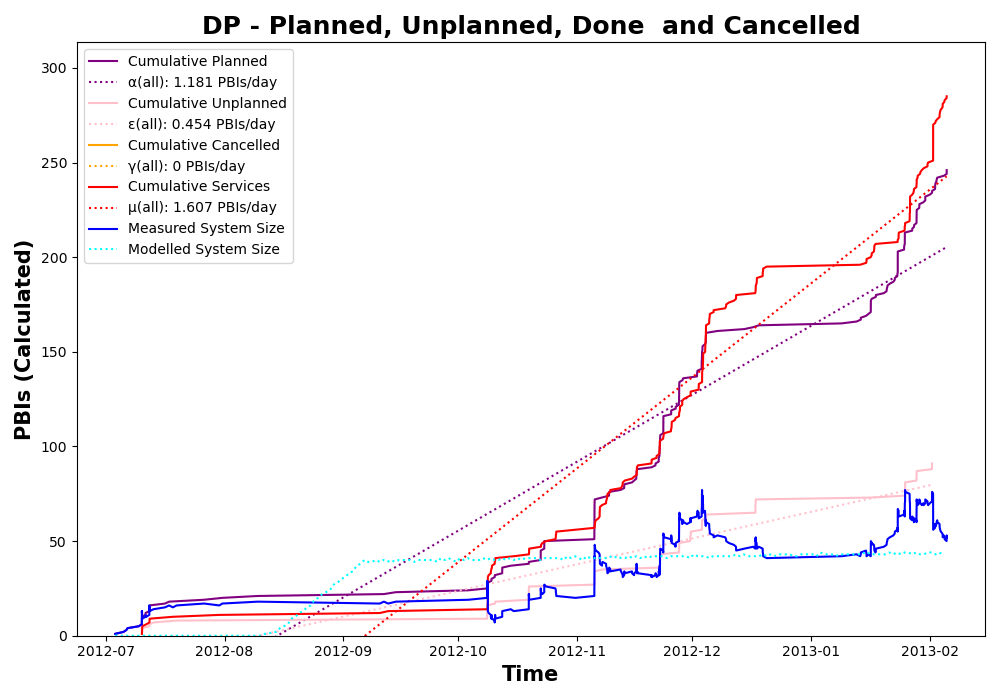 DP - Planned, Unplanned, Done  and Cancelled
Cumulative Planned
α(all): 1.181 PBIs/day
Cumulative Unplanned
ε(all): 0.454 PBIs/day
Cumulative Cancelled
γ(all): 0 PBIs/day
Cumulative Services
μ(all): 1.607 PBIs/day
Measured System Size
Modelled System Size
PBIs (Calculated)
300
250
200
150
100
50
0
2012-07 2012-08 2012-09 2012-10 2012-11 2012-12 2013-01 2013-02
Time